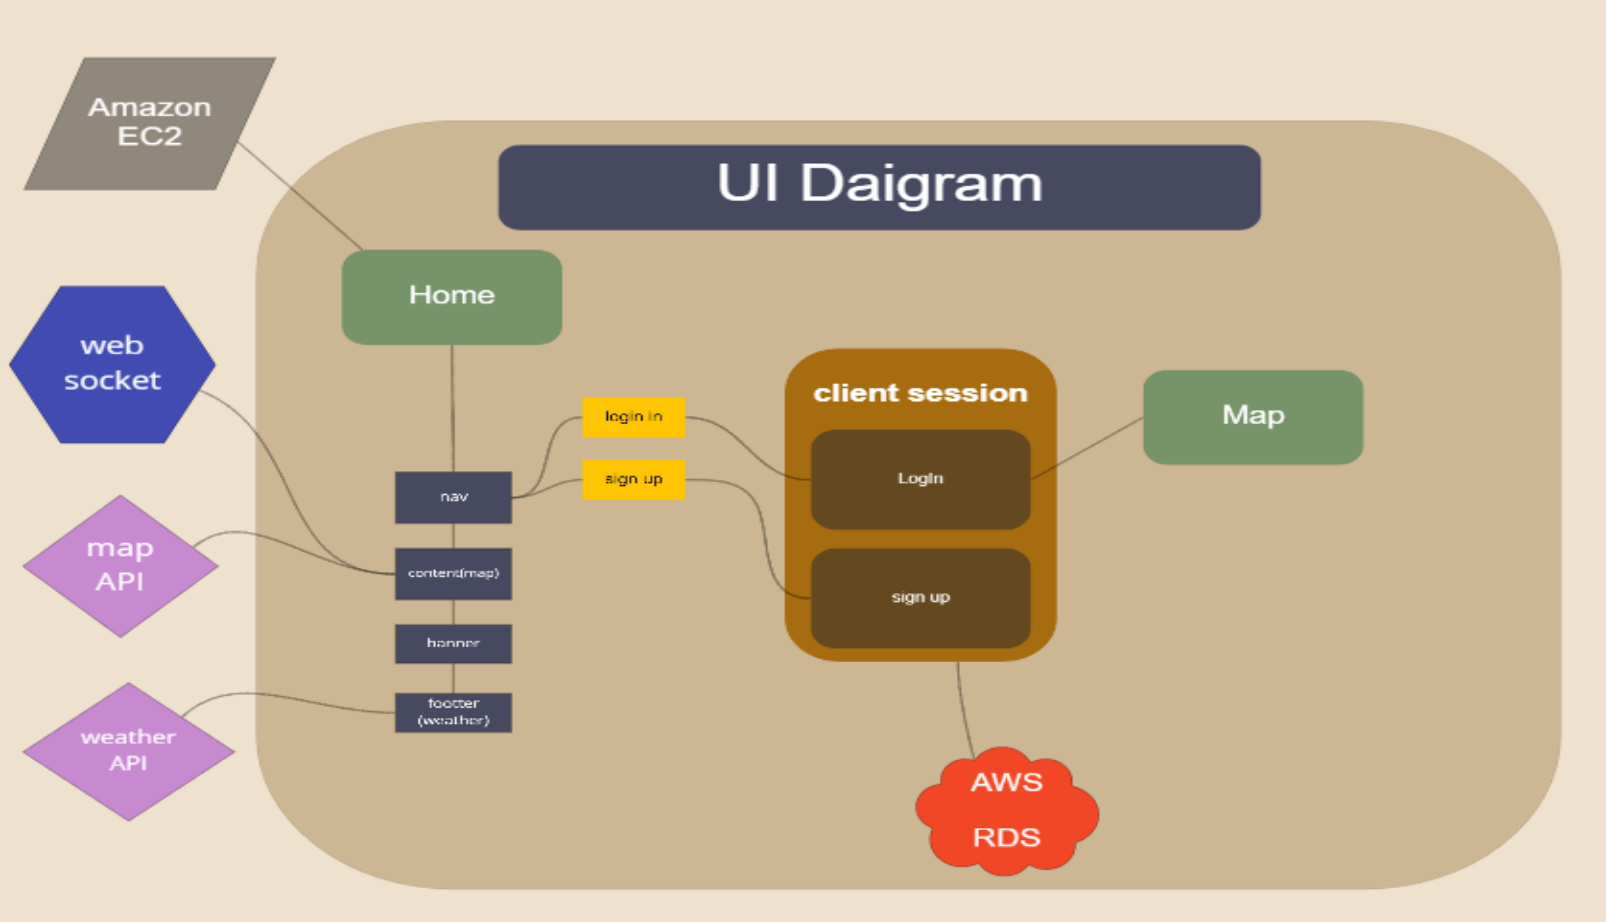 Amazon
EC2
UI Daigram
Home
web
socket
client session
Map
login in
sign up
LogIn
nav
map
API
content(map)
sign up
banner
footter
(weather)
weather
API
AWS
RDS